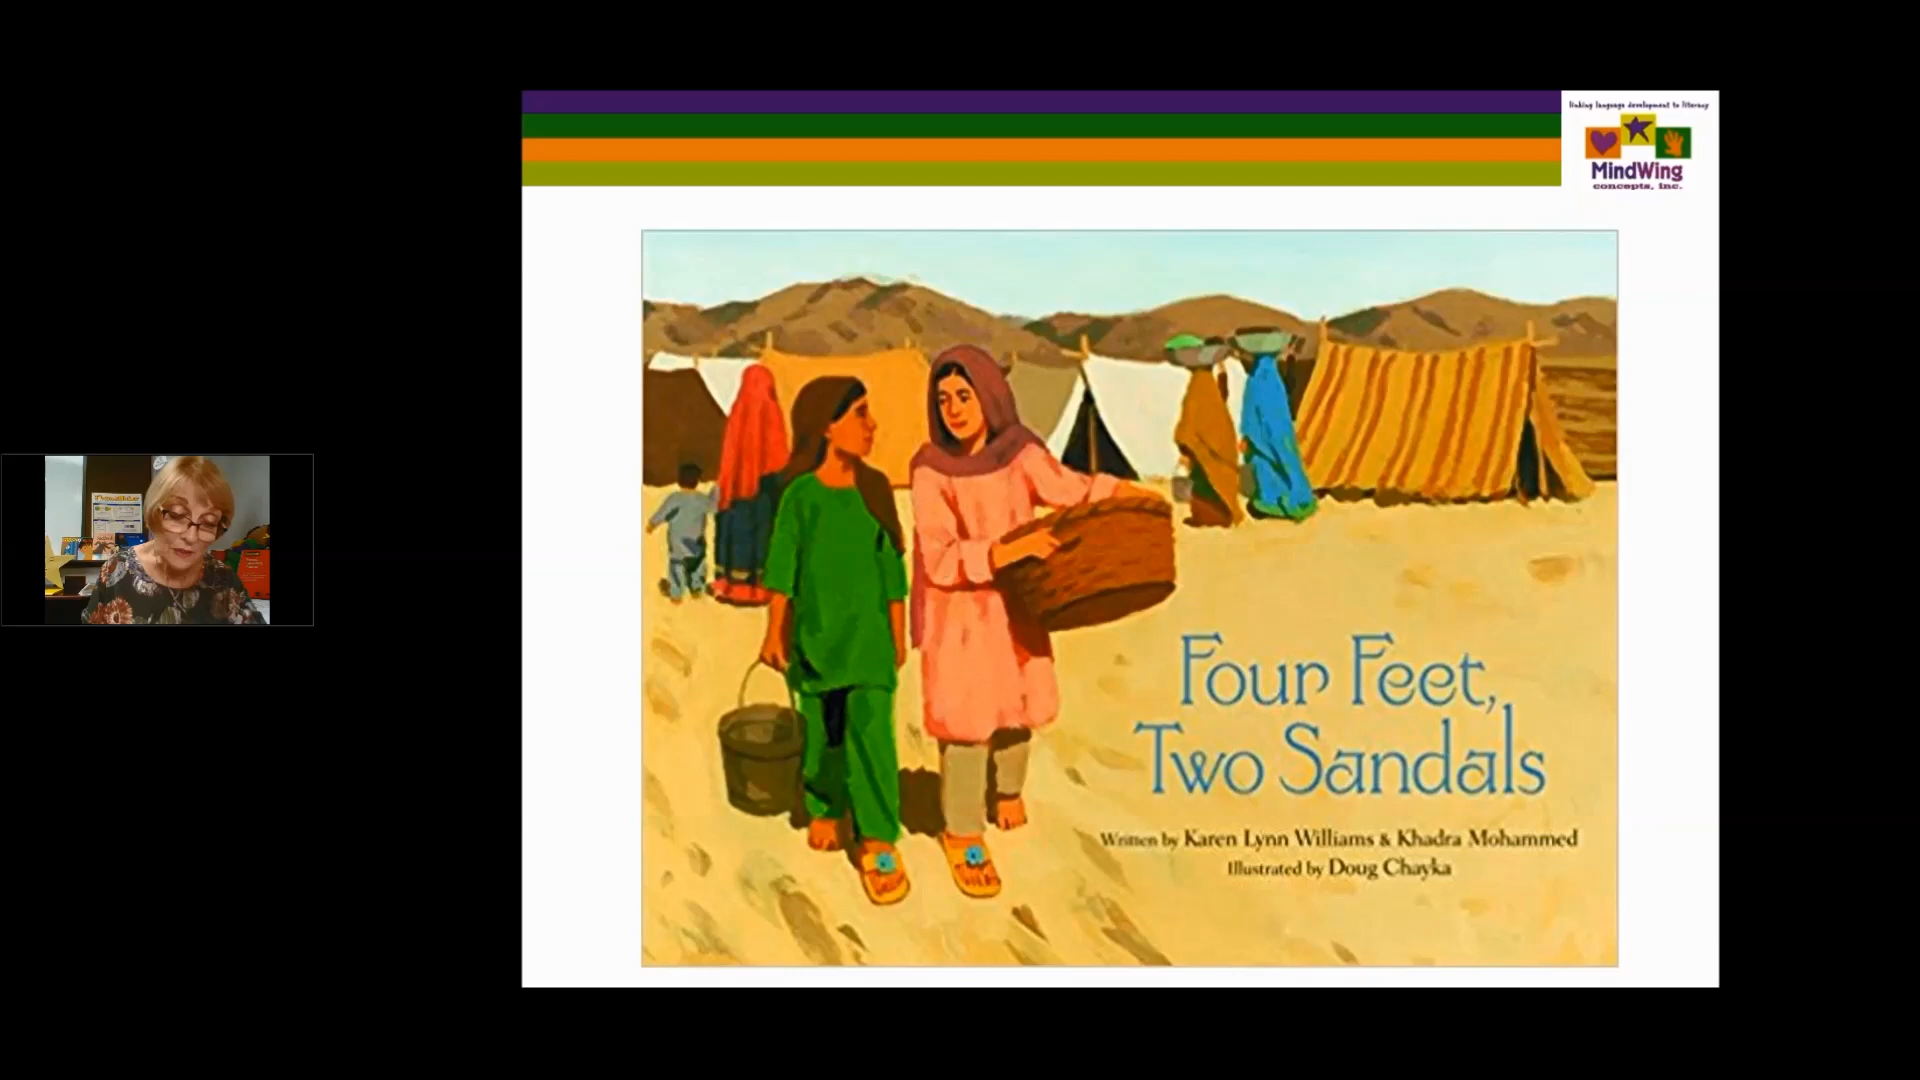 linking language development to literacy
MindWing
concepts, inc.
Four Feet,
Two Sandals
Written by Karen Lynn Williams & Khadra Mohammed
Illustrated by Doug Chayka